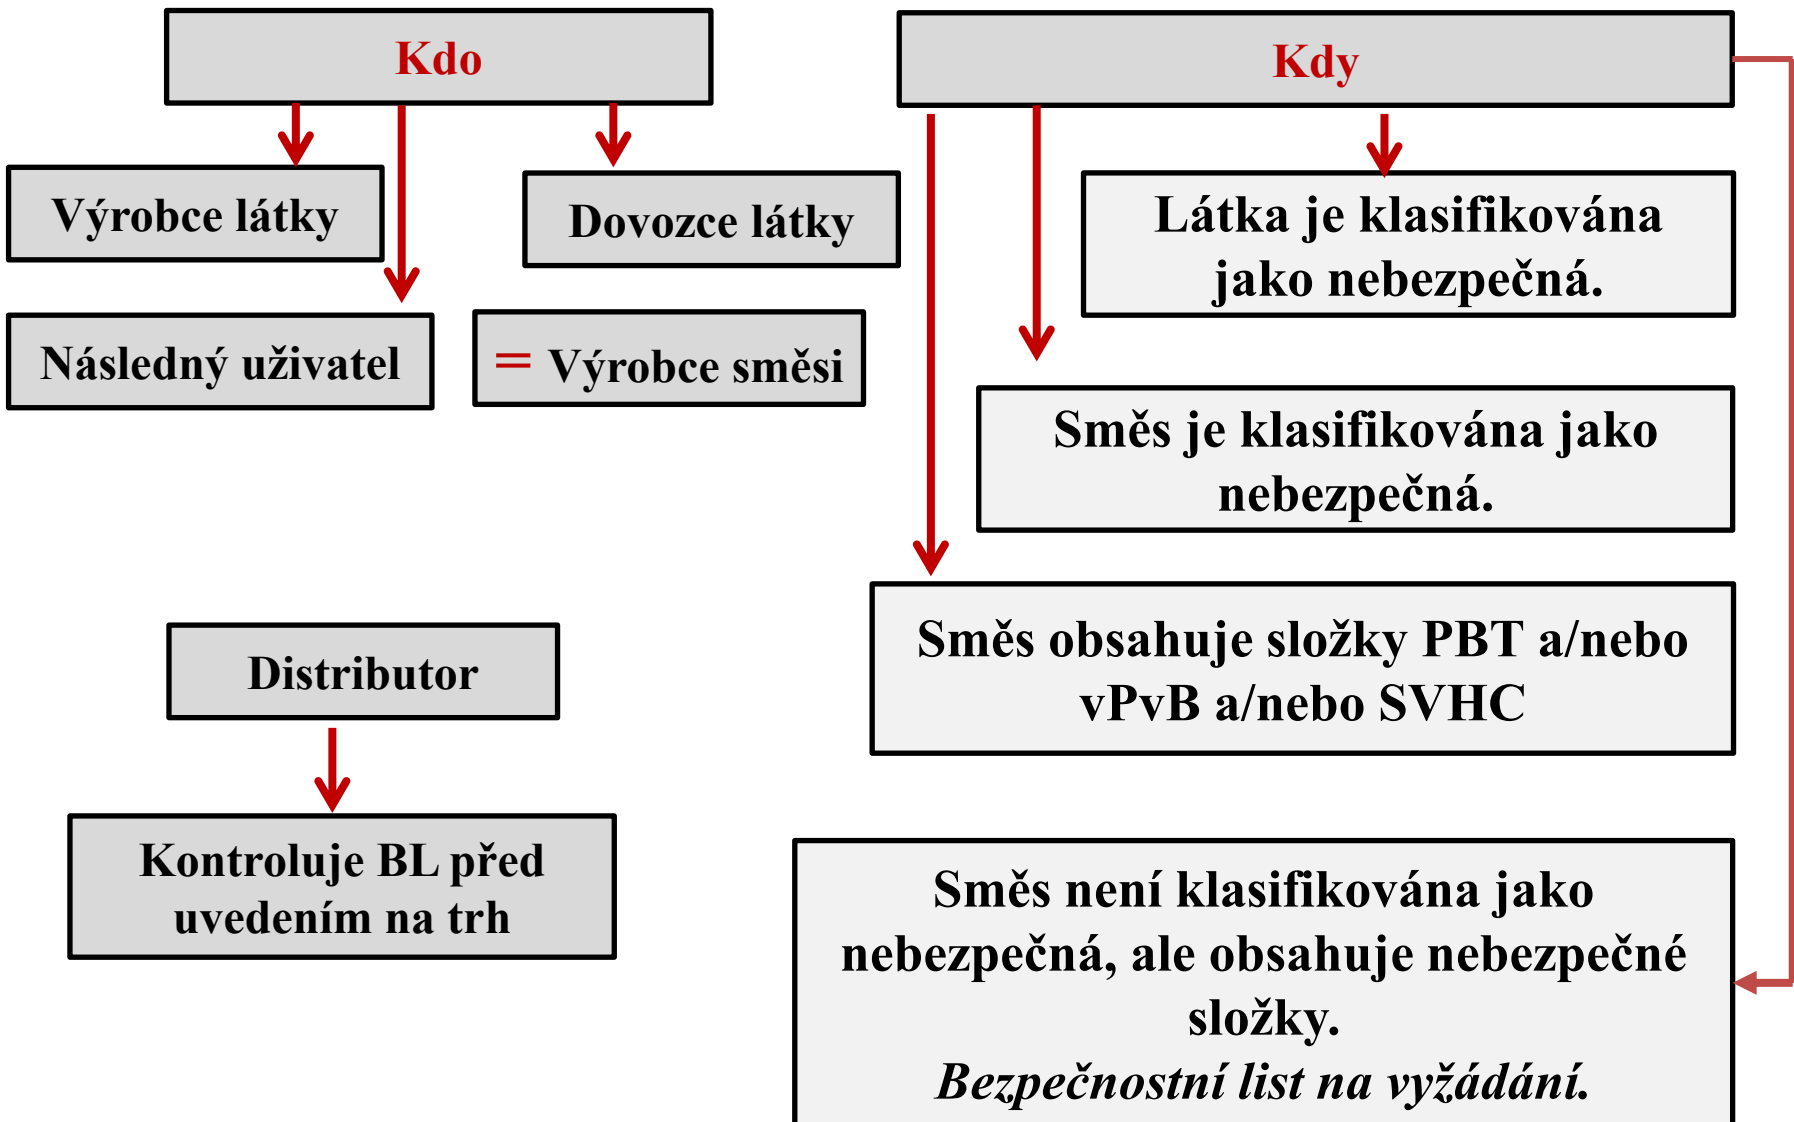 Kdo
Výrobce látky
Dovozce látky
Následný uživatel
= Výrobce směsi
Distributor
Kontroluje BL před
uvedením na trh
Kdy
Látka je klasifikována
jako nebezpečná.
Směs je klasifikována jako
nebezpečná.
Směs obsahuje složky PBT a/nebo
vPvB a/nebo SVHC
Směs není klasifikována jako
nebezpečná, ale obsahuje nebezpečné
složky.
Bezpečnostní list na vyžádání.